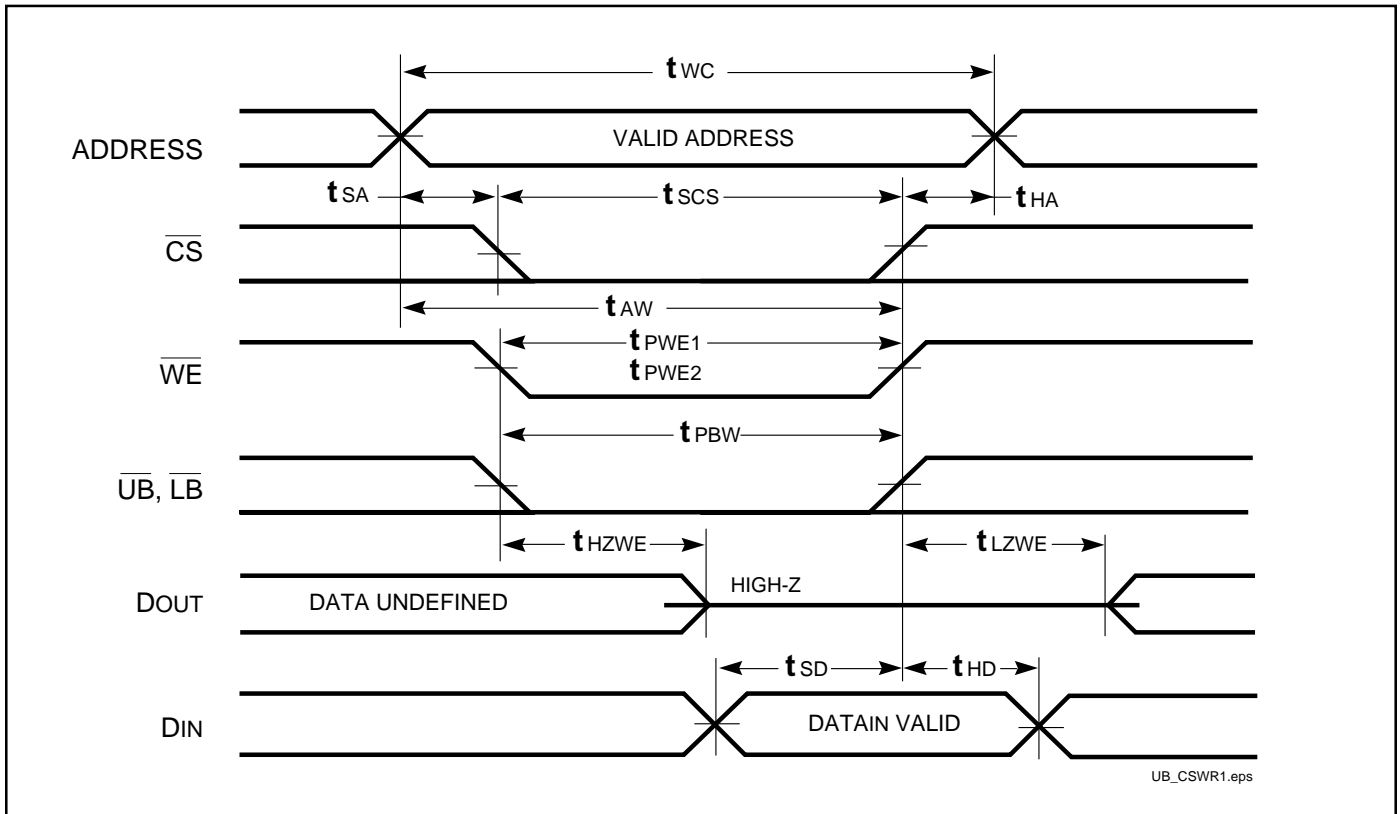 tWC
ADDRESS
VALID ADDRESS
tSA
tSCS
tHA
CS
tAW
tPWE1
tPWE2
WE
tPBW
UB, LB
tHZWE
tLZWE
DOUT
DATA UNDEFINED
HIGH-Z
tSD
tHD
DIN
DATAIN VALID
UB_CSWR1.eps